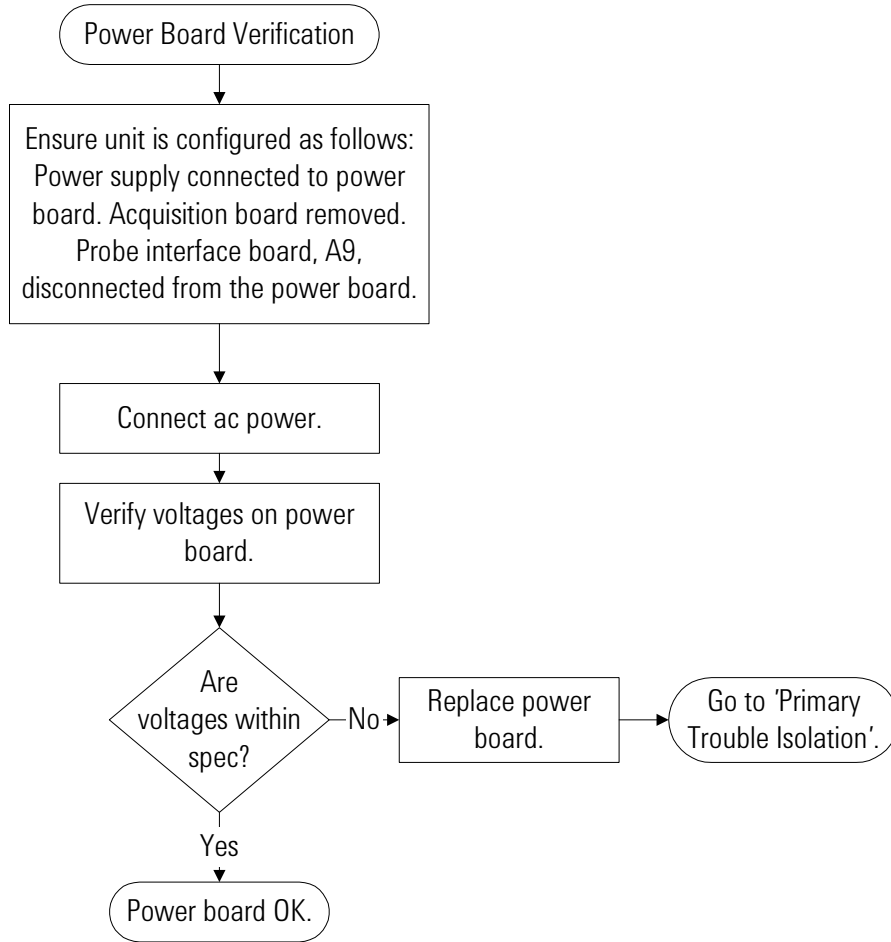 Power Board Verification
Ensure unit is configured as follows:
Power supply connected to power
board. Acquisition board removed.
Probe interface board, A9,
disconnected from the power board.
Connect ac power.
Verify voltages on power
board.
Are
voltages within
spec?
No
Replace power
board.
Go to 'Primary
Trouble Isolation'.
Yes
Power board OK.